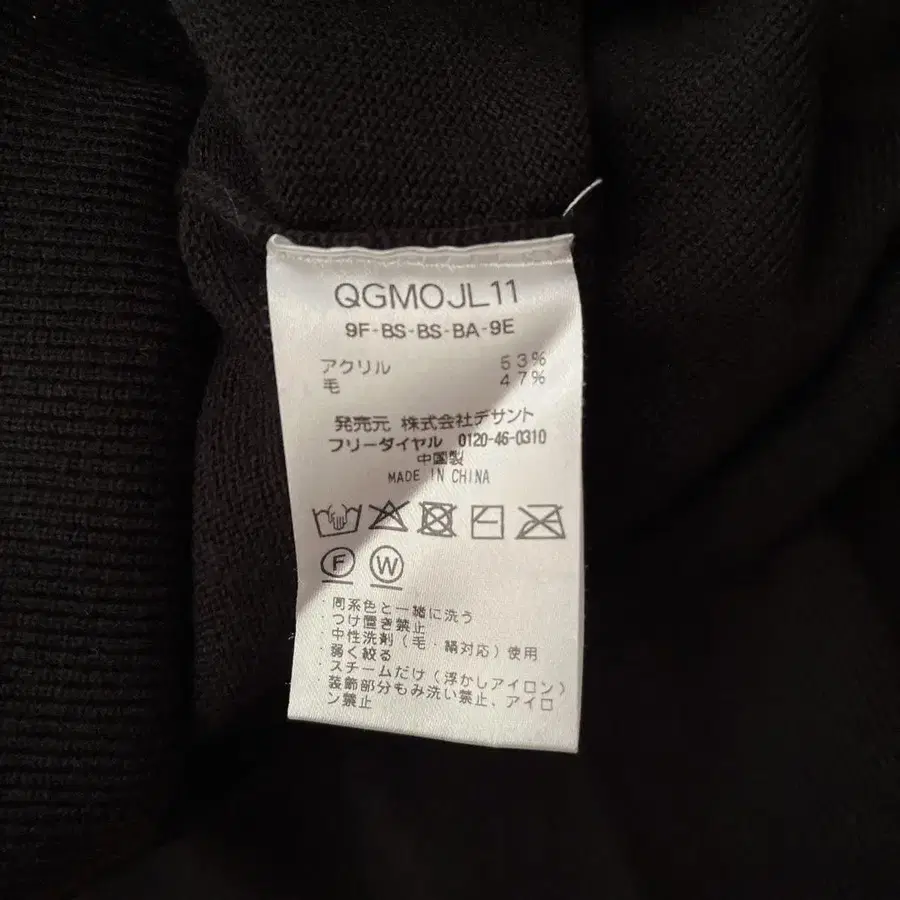 QGMOJL11
9F-BS-BS-BA-9E
アクリル 53%
毛 47%
発売元 株式会社デサント
フリーダイヤル 0120-46-0310
中国製
MADE IN CHINA
F W
・同系色と一緒に洗う
・つけ置き禁止
・中性洗剤(毛・絹対応)使用
・弱く絞る
・スチームだけ(浮かしアイロン)
・装飾部分もみ洗い禁止、アイロ
ン禁止